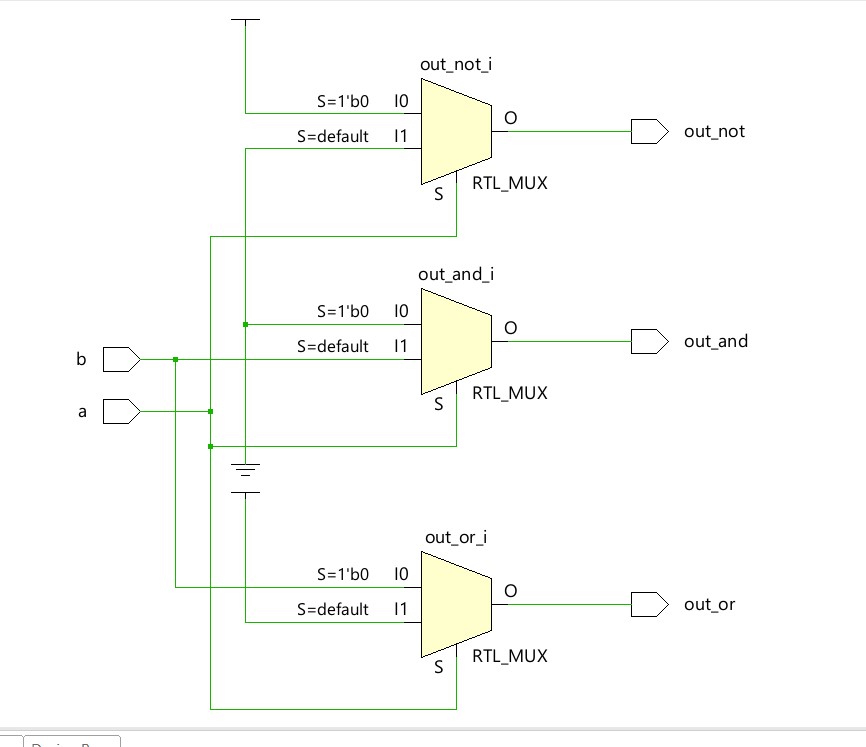 out_not_i
S=1'b0 I0
S=default I1
O
out_not
S
RTL_MUX
out_and_i
S=1'b0 I0
S=default I1
O
out_and
S
RTL_MUX
b
a
out_or_i
S=1'b0 I0
S=default I1
O
out_or
S
RTL_MUX